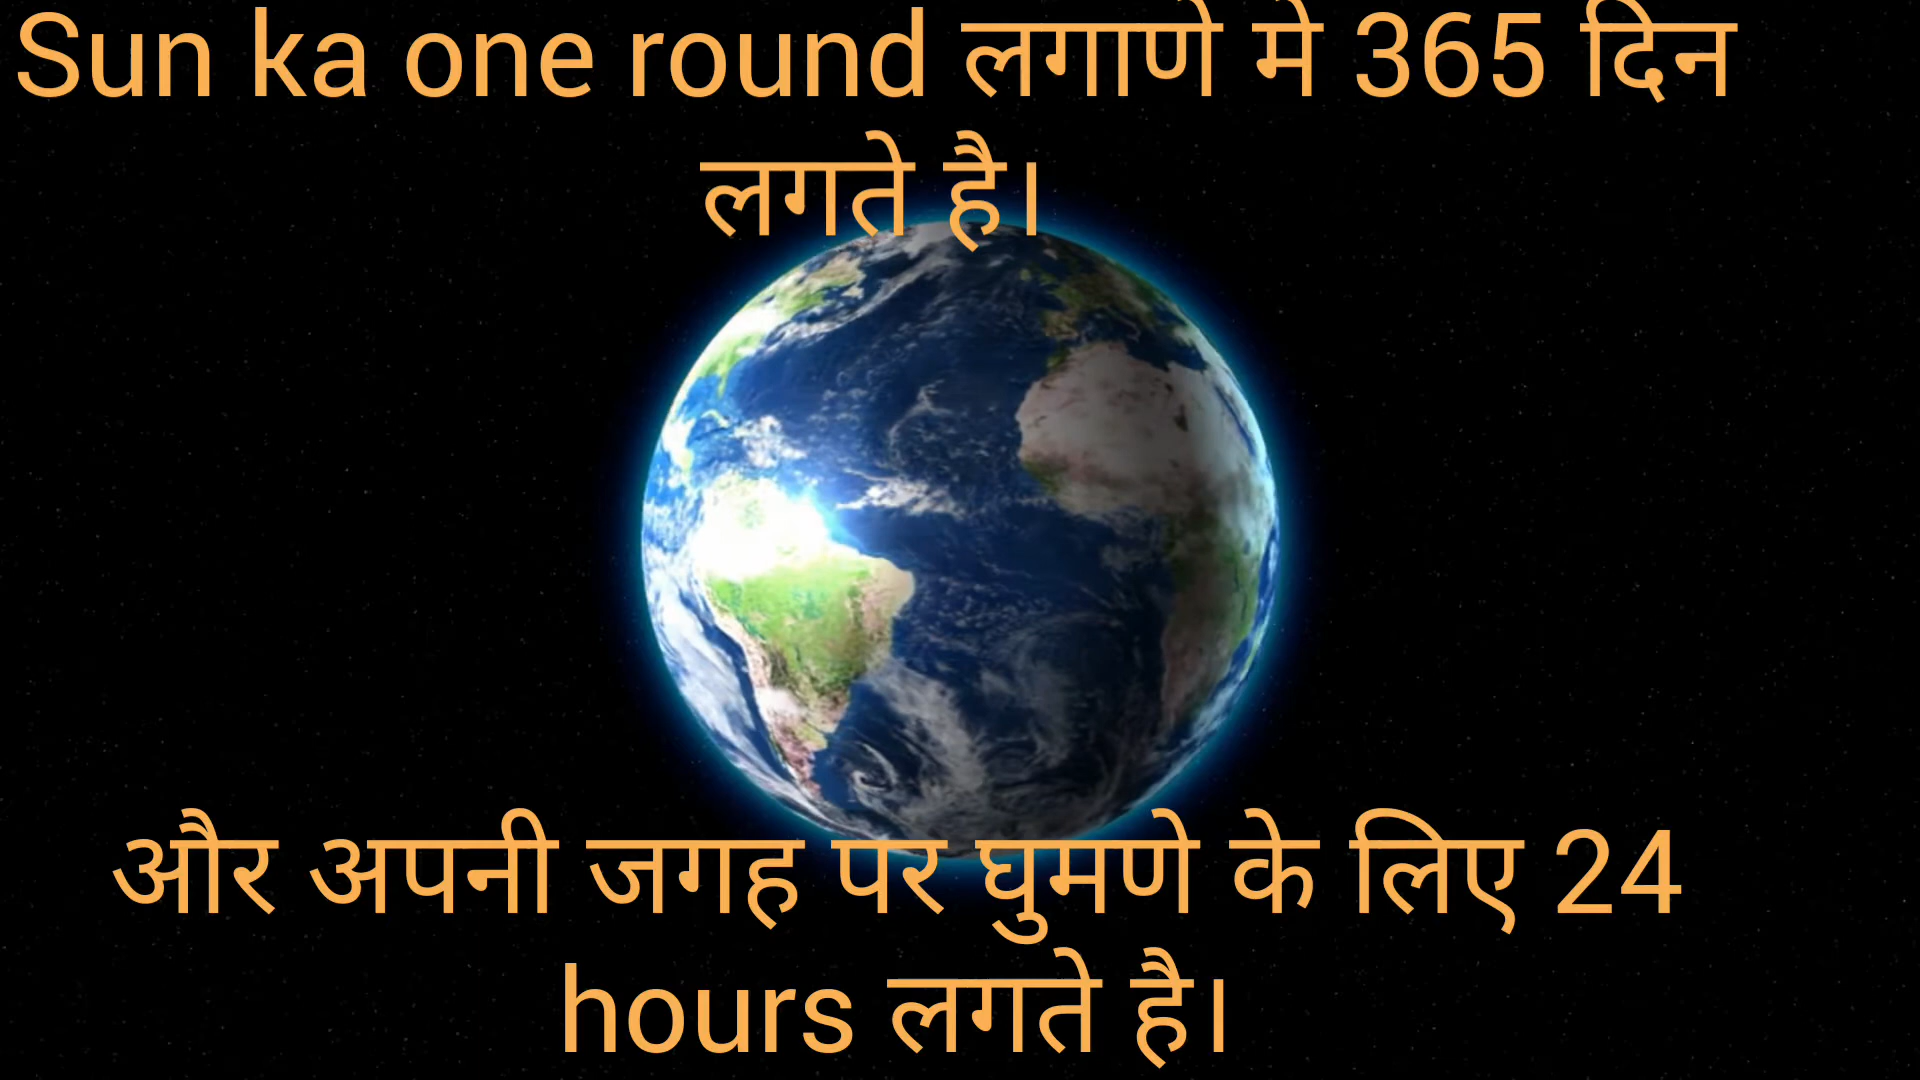 Sun ka one round लगाणे मे 365 दिन
लगते है।
और अपनी जगह पर घुमणे के लिए 24
hours लगते है।